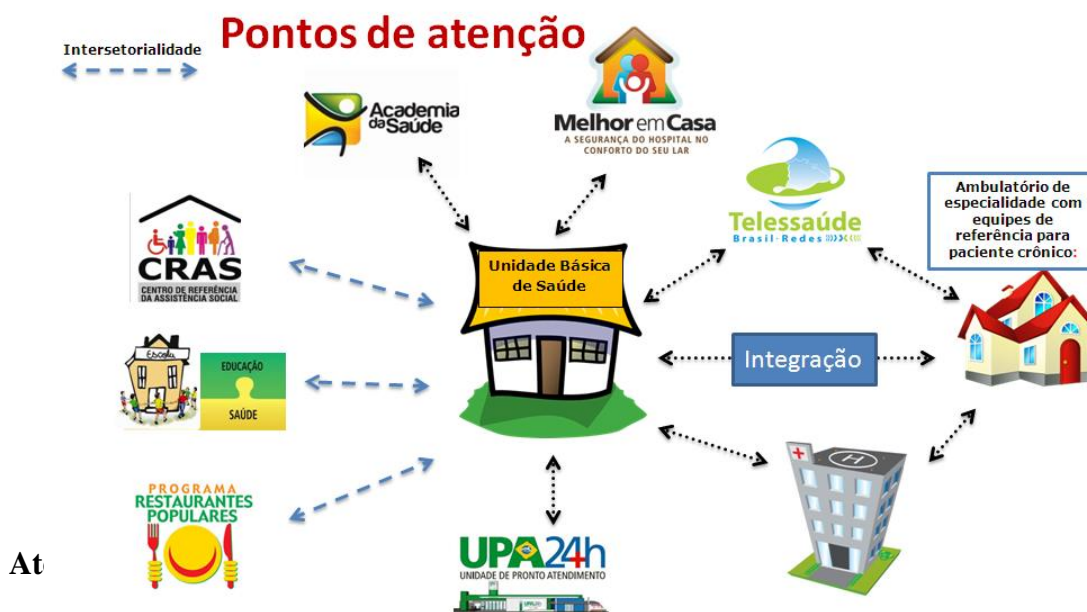 Pontos de atenção
Intersetorialidade
Academia
da Saúde
Melhor em Casa
A SEGURANÇA DO HOSPITAL NO
CONFORTO DO SEU LAR
Telessaúde
Brasil-Redes
Ambulatório de
especialidade com
equipes de
referência para
paciente crônico:
CRAS
CENTRO DE REFERÊNCIA
DA ASSISTÊNCIA SOCIAL
Unidade Básica
de Saúde
Escola
EDUCAÇÃO
SAÚDE
Integração
H
PROGRAMA
RESTAURANTES
POPULARES
UPA24h
UNIDADE DE PRONTO ATENDIMENTO